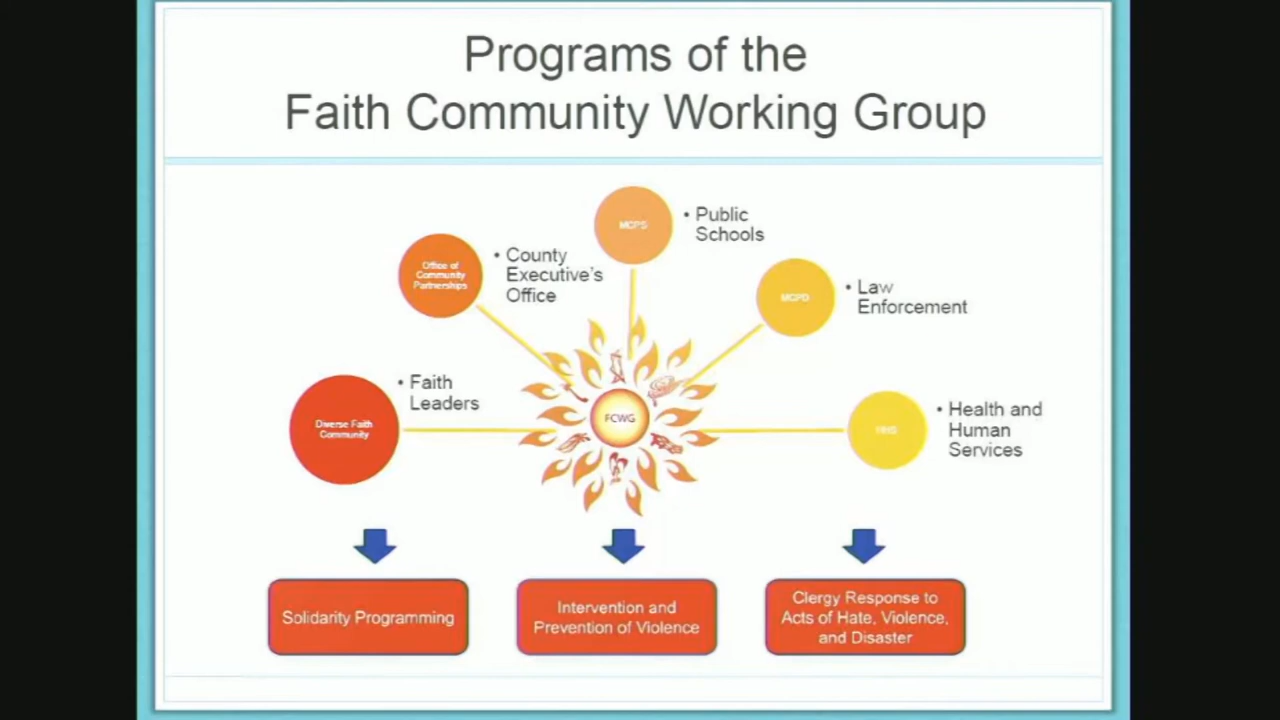 Programs of the
Faith Community Working Group
MCPS
• Public
Schools
Office of
Community
Partnerships
• County
Executive's
Office
MCPD
• Law
Enforcement
Diverse Faith
Community
• Faith
Leaders
FCWG
HHS
• Health and
Human
Services
Solidarity Programming
Intervention and
Prevention of Violence
Clergy Response to
Acts of Hate, Violence,
and Disaster